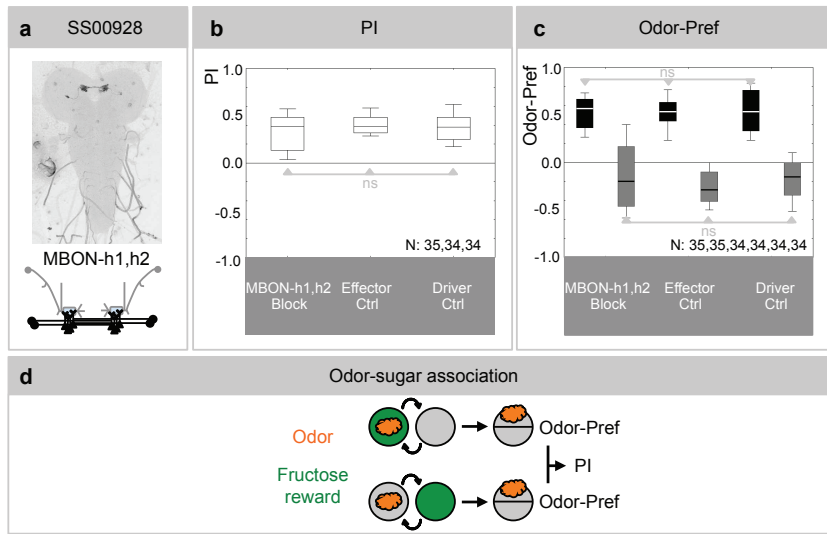 a
SS00928
MBON-h1,h2
b
PI
PI
1.0
0.5
0.0
-0.5
-1.0
ns
N: 35,34,34
MBON-h1,h2
Block
Effector
Ctrl
Driver
Ctrl
c
Odor-Pref
Odor-Pref
1.0
0.5
0.0
-0.5
-1.0
ns
ns
N: 35,35,34,34,34,34
MBON-h1,h2
Block
Effector
Ctrl
Driver
Ctrl
d
Odor-sugar association
Odor
Fructose
reward
Odor-Pref
PI
Odor-Pref